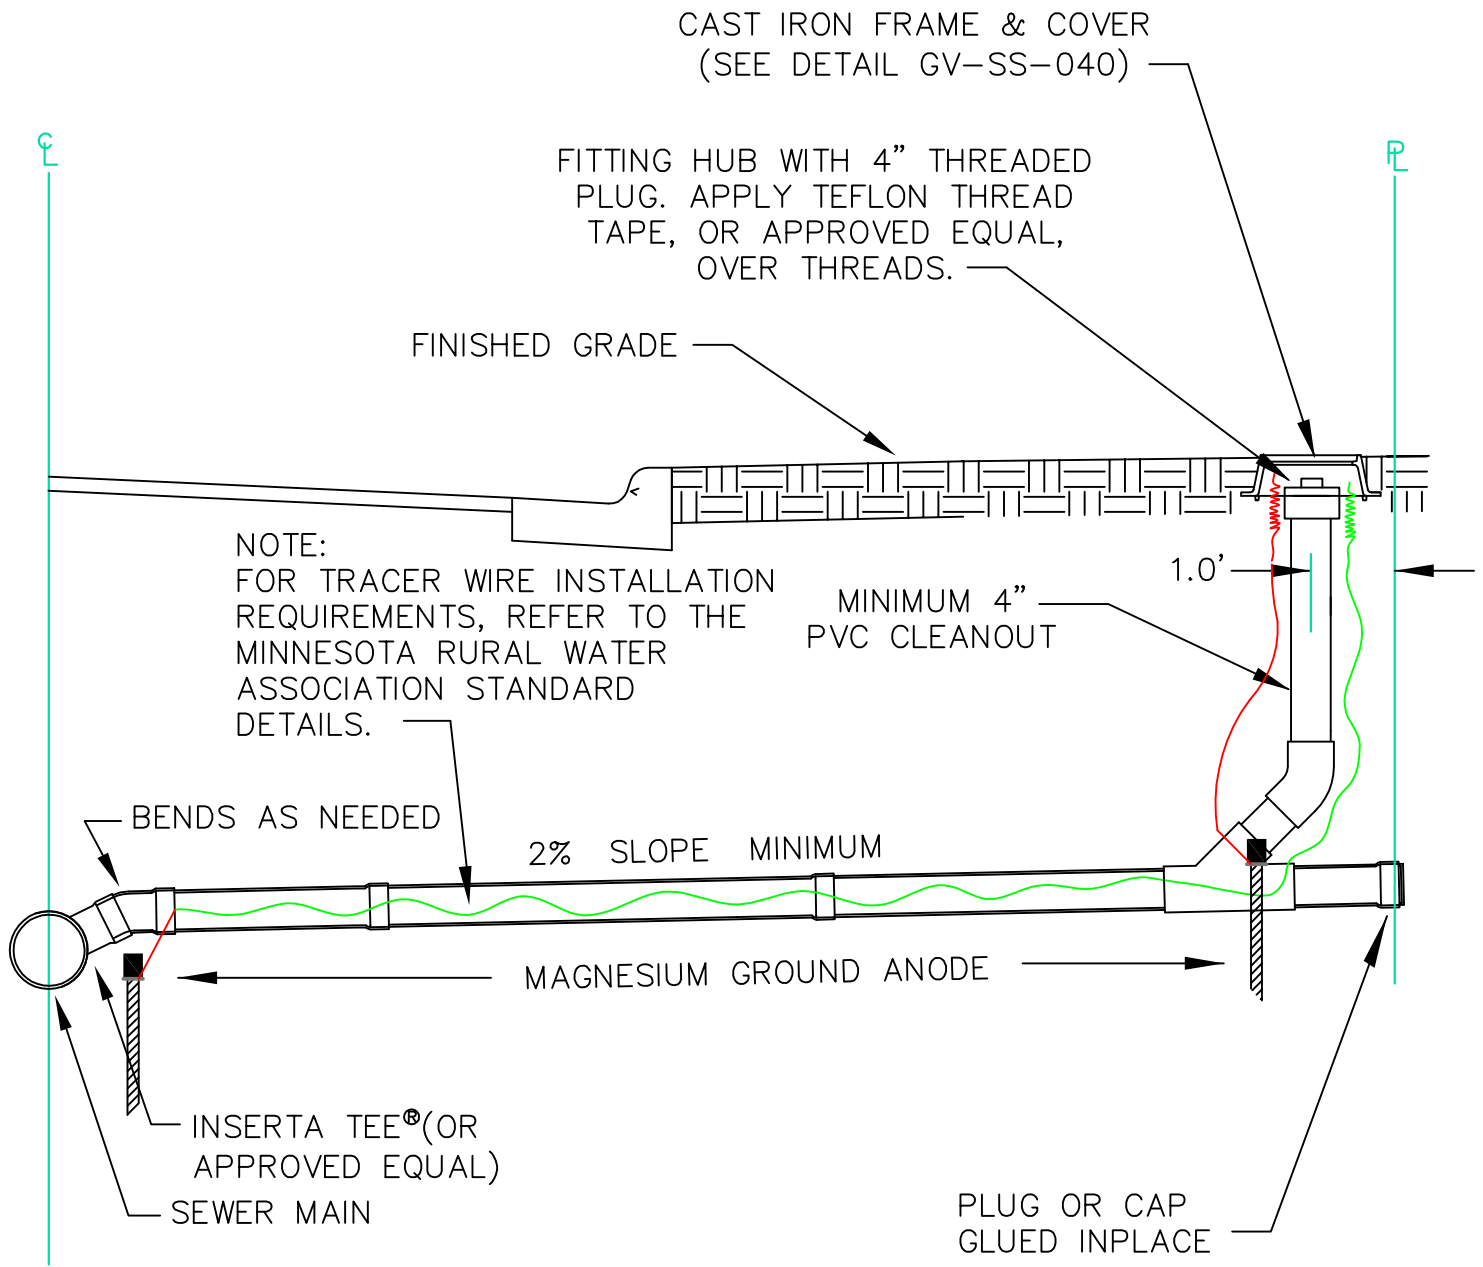 CAST IRON FRAME & COVER
(SEE DETAIL GV-SS-040)
℄
FITTING HUB WITH 4" THREADED
PLUG. APPLY TEFLON THREAD
TAPE, OR APPROVED EQUAL,
OVER THREADS.
PL
FINISHED GRADE
NOTE:
FOR TRACER WIRE INSTALLATION
REQUIREMENTS, REFER TO THE
MINNESOTA RURAL WATER
ASSOCIATION STANDARD
DETAILS.
1.0'
MINIMUM 4"
PVC CLEANOUT
BENDS AS NEEDED
2% SLOPE MINIMUM
MAGNESIUM GROUND ANODE
INSERTA TEE®(OR
APPROVED EQUAL)
SEWER MAIN
PLUG OR CAP
GLUED INPLACE